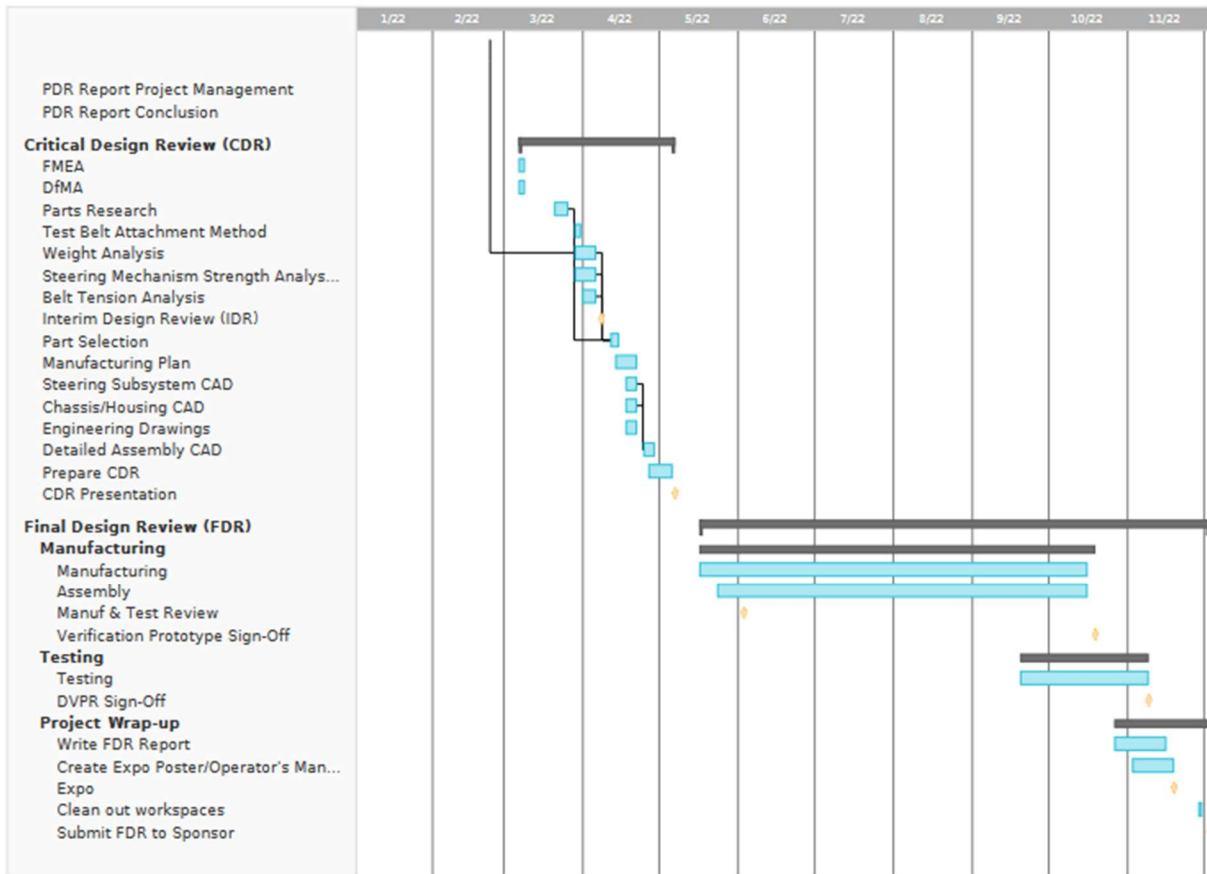 1/22 2/22 3/22 4/22 5/22 6/22 7/22 8/22 9/22 10/22 11/22
PDR Report Project Management
PDR Report Conclusion
Critical Design Review (CDR)
FMEA
DfMA
Parts Research
Test Belt Attachment Method
Weight Analysis
Steering Mechanism Strength Analys...
Belt Tension Analysis
Interim Design Review (IDR)
Part Selection
Manufacturing Plan
Steering Subsystem CAD
Chassis/Housing CAD
Engineering Drawings
Detailed Assembly CAD
Prepare CDR
CDR Presentation
Final Design Review (FDR)
Manufacturing
Manufacturing
Assembly
Manuf & Test Review
Verification Prototype Sign-Off
Testing
Testing
DVPR Sign-Off
Project Wrap-up
Write FDR Report
Create Expo Poster/Operator's Man...
Expo
Clean out workspaces
Submit FDR to Sponsor